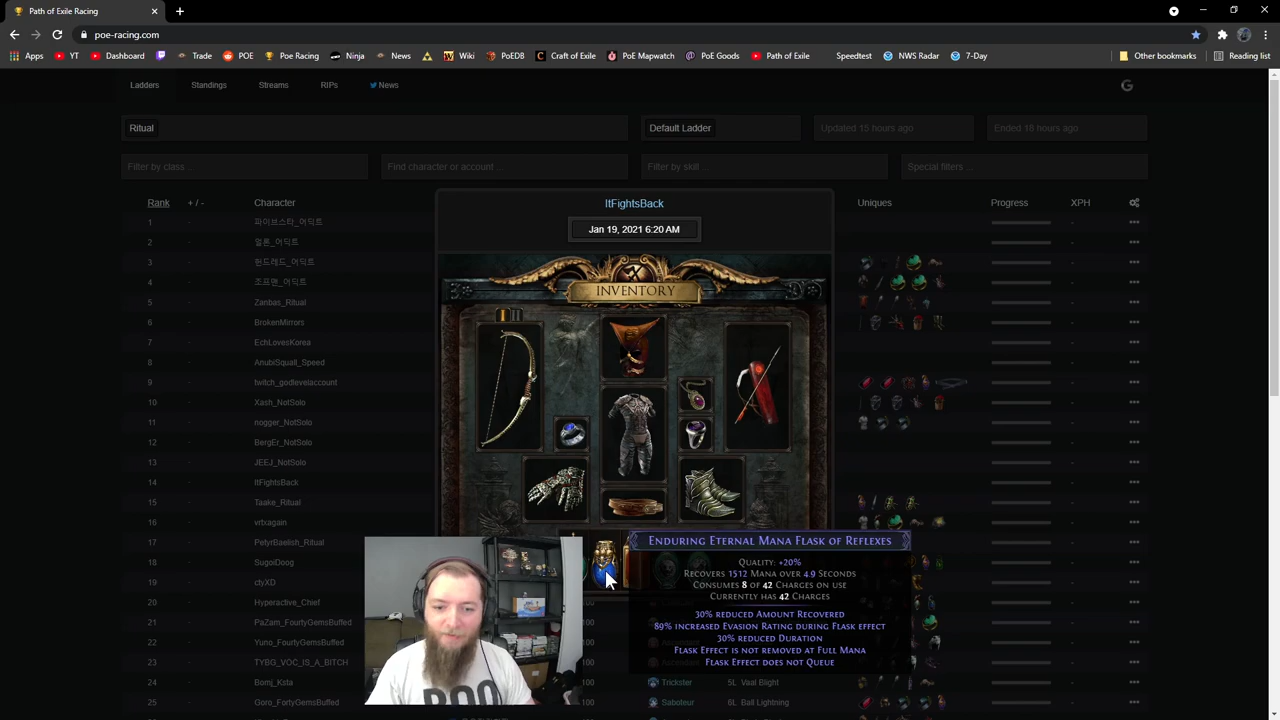 Path of Exile Racing
poe-racing.com
Apps YT Dashboard Trade POE Poe Racing Ninja News Wiki PoEDB Craft of Exile PoE Mapwatch PoE Goods Path of Exile Speedtest NWS Radar 7-Day Other bookmarks Reading list
Ladders Standings Streams RIPs News
Ritual Default Ladder Updated 15 hours ago Ended 18 hours ago
Filter by class... Find character or account ... Filter by skill ... Special filters ...
Rank + / - Character Uniques Progress XPH
ItFightsBack
Jan 19, 2021 6:20 AM
INVENTORY
1 - 파이브스타_어딕트 -
2 - 멀론_어딕트 -
3 - 헌드레드_어딕트 -
4 - 조프맨_어딕트 -
5 - Zanbas_Ritual -
6 - BrokenMirrors -
7 - EchLovesKorea -
8 - AnubiSquall_Speed -
9 - twitch_godlevelaccount -
10 - Xash_NotSolo -
11 - nogger_NotSolo -
12 - BergEr_NotSolo -
13 - JEEJ_NotSolo -
14 - ItFightsBack -
15 - Taake_Ritual -
16 - vrtxagain -
17 - PetyrBaelish_Ritual -
18 - SugoiDoog -
19 - ctyXD -
20 - Hyperactive_Chief 100 -
21 - PaZam_FourtyGemsBuffed 100 -
22 - Yuno_FourtyGemsBuffed 100 -
23 - TYBG_VOC_IS_A_BITCH 100 -
24 - Bomj_Ksta 100 Trickster 5L Vaal Blight -
25 - Goro_FortyGemsBuffed 100 Saboteur 6L Ball Lightning -
Enduring Eternal Mana Flask of Reflexes
Quality: +20%
Recovers 1512 Mana over 4.9 Seconds
Consumes 8 of 42 Charges on use
Currently has 42 Charges
30% reduced Amount Recovered
89% increased Evasion Rating during Flask effect
30% reduced Duration
Flask Effect is not removed at Full Mana
Flask Effect does not Queue